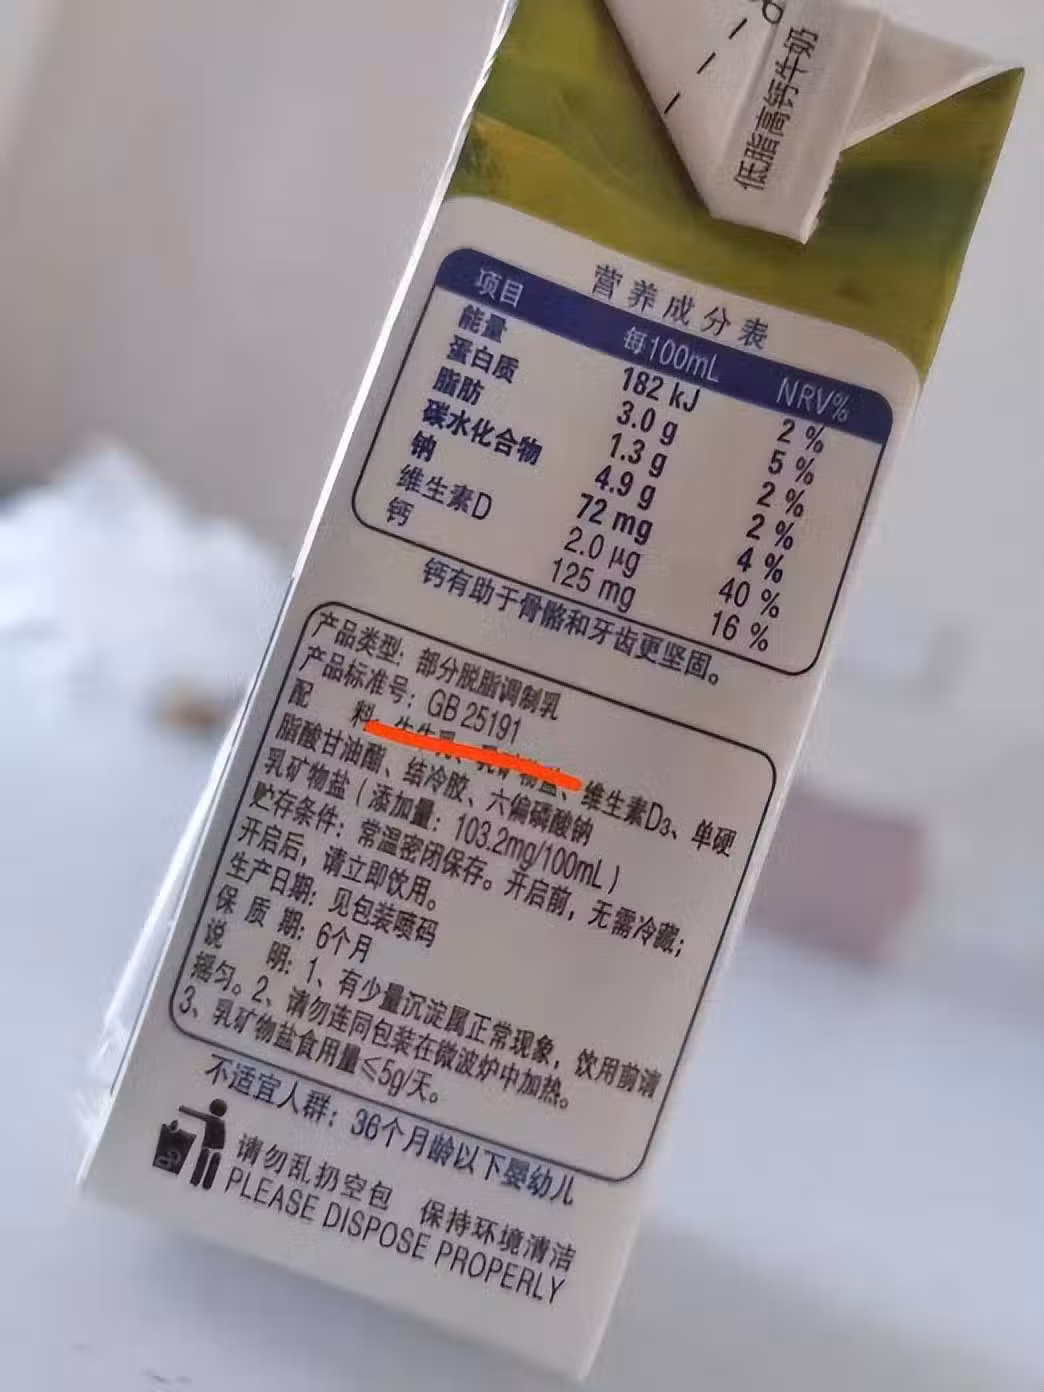 低脂高钙牛奶
营养成分表
项目 每100mL NRV%
能量 182 kJ 2 %
蛋白质 3.0 g 5 %
脂肪 1.3 g 2 %
碳水化合物 4.9 g 2 %
钠 72 mg 4 %
维生素D 2.0 μg 40 %
钙 125 mg 16 %
钙有助于骨骼和牙齿更坚固。
产品类型: 部分脱脂调制乳
产品标准号: GB 25191
配 料: 生牛乳、乳矿物盐、维生素D₃、单硬
脂酸甘油酯、结冷胶、六偏磷酸钠
乳矿物盐(添加量: 103.2mg/100mL)
贮存条件: 常温密闭保存。开启前,无需冷藏;
开启后,请立即饮用。
生产日期: 见包装喷码
保 质 期: 6个月
说 明: 1、有少量沉淀属正常现象,饮用前请
摇匀。2、请勿连同包装在微波炉中加热。
3、乳矿物盐食用量≤5g/天。
不适宜人群: 36个月龄以下婴幼儿
请勿乱扔空包 保持环境清洁
PLEASE DISPOSE PROPERLY